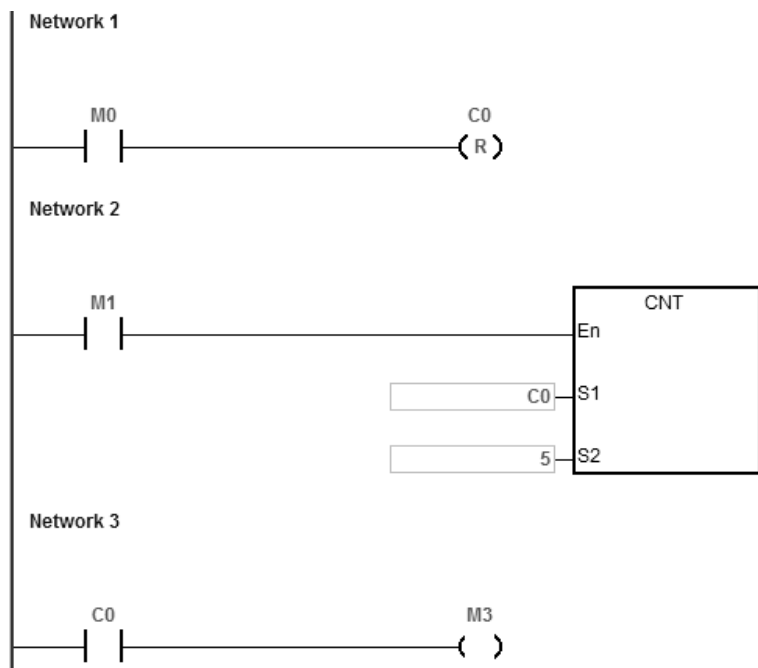 Network 1
M0 C0
R
Network 2
M1
CNT
En
C0 S1
5 S2
Network 3
C0 M3